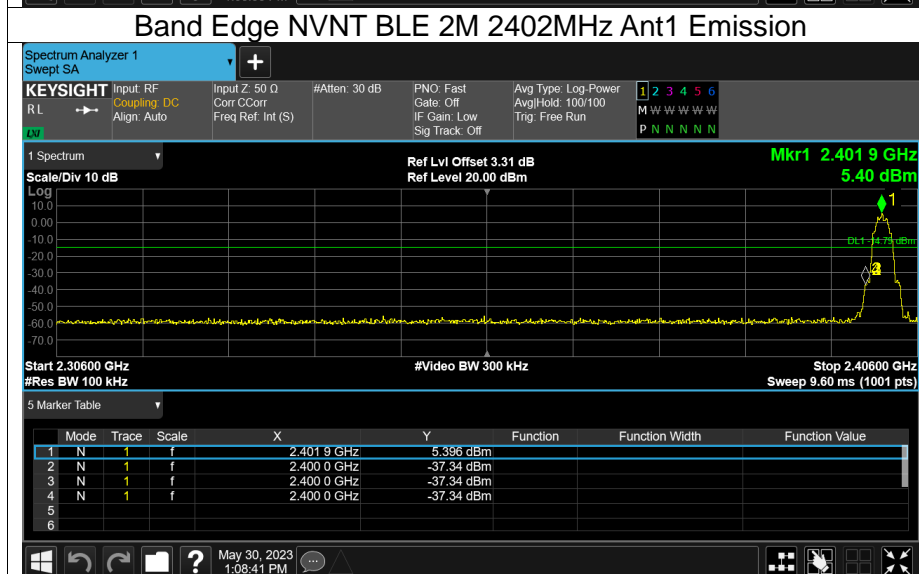 Band Edge NVNT BLE 2M 2402MHz Ant1 Emission
Spectrum Analyzer 1
Swept SA
+
KEYSIGHT Input: RF Input Z: 50 Ω #Atten: 30 dB PNO: Fast Avg Type: Log-Power 1 2 3 4 5 6
RL Coupling: DC Corr CCorr Gate: Off Avg|Hold: 100/100 M W W W W W
Align: Auto Freq Ref: Int (S) IF Gain: Low Trig: Free Run
LXI Sig Track: Off P N N N N N
1 Spectrum Ref Lvl Offset 3.31 dB Mkr1 2.401 9 GHz
Scale/Div 10 dB Ref Level 20.00 dBm 5.40 dBm
Log
10.0
0.00
-10.0
DL1 -14.79 dBm
-20.0
-30.0
-40.0
-50.0
-60.0
-70.0
1
Start 2.30600 GHz #Video BW 300 kHz Stop 2.40600 GHz
#Res BW 100 kHz Sweep 9.60 ms (1001 pts)
5 Marker Table
Mode Trace Scale X Y Function Function Width Function Value
1 N 1 f 2.401 9 GHz 5.396 dBm
2 N 1 f 2.400 0 GHz -37.34 dBm
3 N 1 f 2.400 0 GHz -37.34 dBm
4 N 1 f 2.400 0 GHz -37.34 dBm
5
6
? May 30, 2023
1:08:41 PM